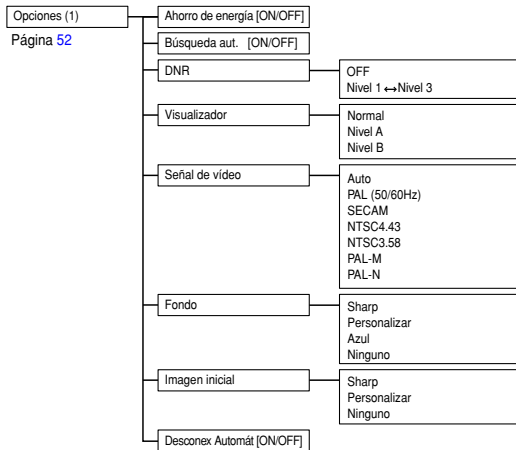 Opciones (1)
Página 52
Ahorro de energía [ON/OFF]
Búsqueda aut. [ON/OFF]
DNR
OFF
Nivel 1 ↔ Nivel 3
Visualizador
Normal
Nivel A
Nivel B
Señal de vídeo
Auto
PAL (50/60Hz)
SECAM
NTSC4.43
NTSC3.58
PAL-M
PAL-N
Fondo
Sharp
Personalizar
Azul
Ninguno
Imagen inicial
Sharp
Personalizar
Ninguno
Desconex Automát [ON/OFF]